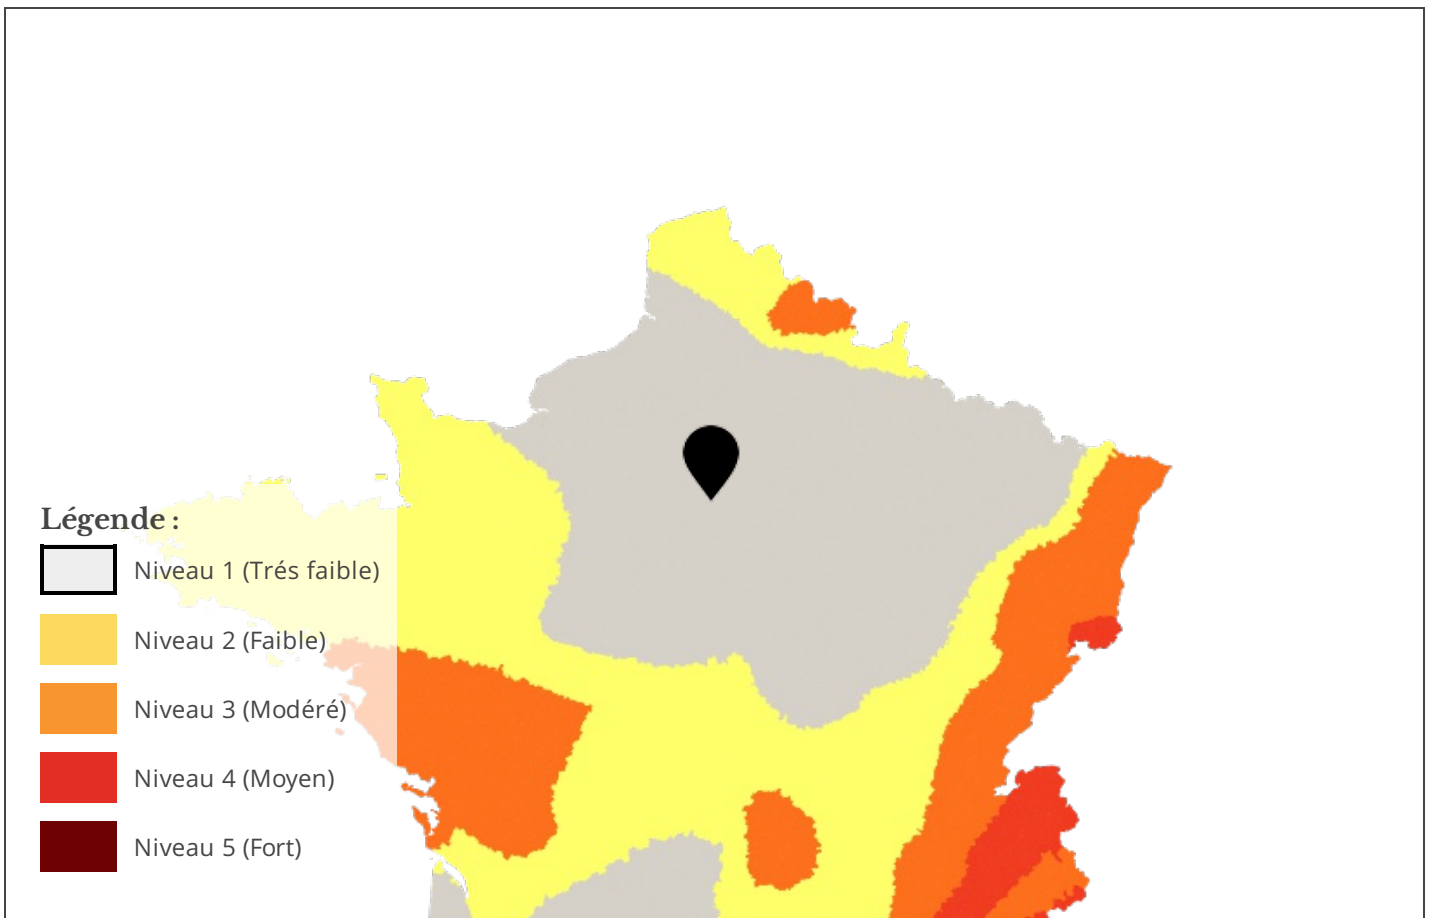 Légende :
Niveau 1 (Trés faible)
Niveau 2 (Faible)
Niveau 3 (Modéré)
Niveau 4 (Moyen)
Niveau 5 (Fort)